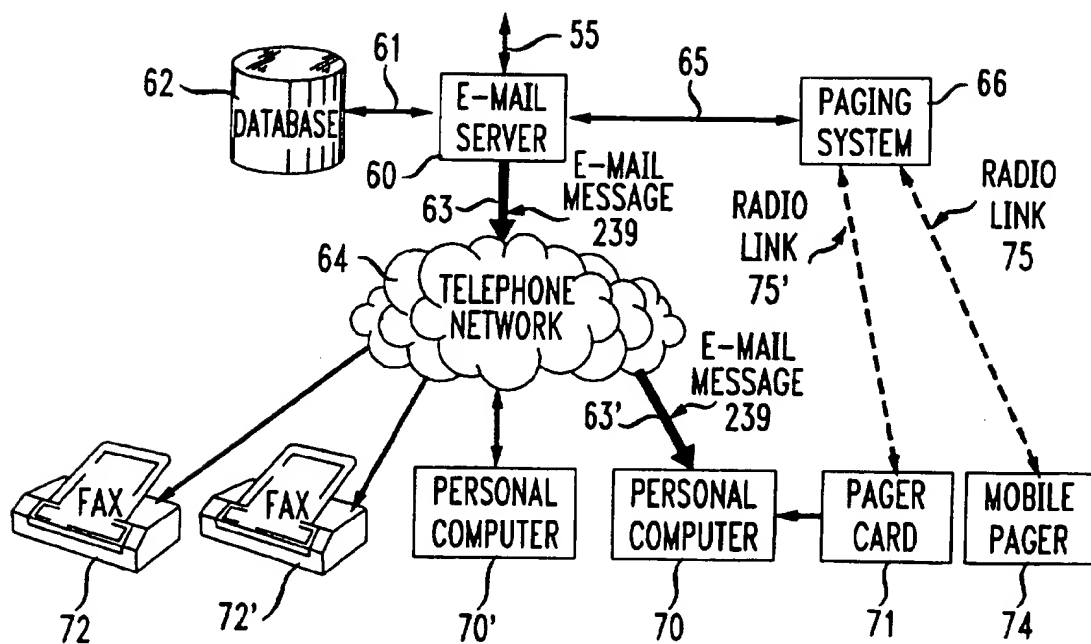 55
61
62
DATABASE
E-MAIL
SERVER
60
65
66
PAGING
SYSTEM
63
E-MAIL
MESSAGE
239
RADIO
LINK
75'
RADIO
LINK
75
64
TELEPHONE
NETWORK
63'
E-MAIL
MESSAGE
239
FAX
72
FAX
72'
PERSONAL
COMPUTER
70'
PERSONAL
COMPUTER
70
PAGER
CARD
71
MOBILE
PAGER
74